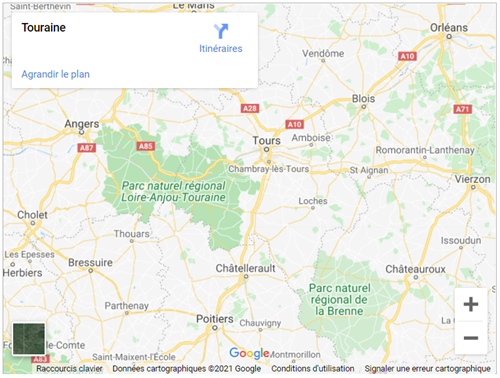 Saint-Berthevin
Le Mans
Touraine
Itinéraires
Agrandir le plan
Orléans
Vendôme
A10
Blois
A28
A71
Angers
A10
Tours
Amboise
A87
A85
Romorantin-Lanthenay
Chambray-lès-Tours
St Aignan
Vierzon
Parc naturel régional
Loire-Anjou-Touraine
Loches
Cholet
Thouars
Issoudun
Les Epesses
Herbiers
Bressuire
Châtellerault
Châteauroux
Parc naturel
régional de
la Brenne
Parthenay
Poitiers
Chauvigny
La Châtre
A83
-le-Comte
Saint-Maixent-l'École
Google
Montmorillon
Raccourcis clavier
Données cartographiques ©2021 Google
Conditions d'utilisation
Signaler une erreur cartographique